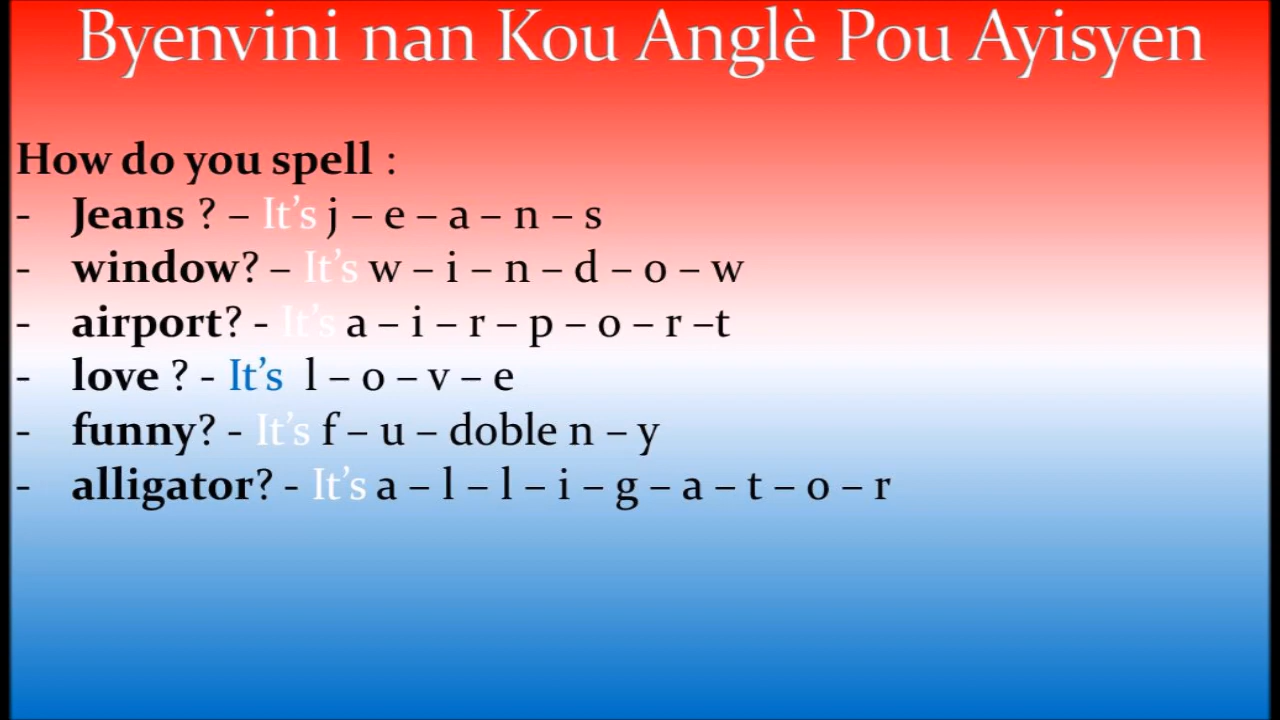 Byenvini nan Kou Anglè Pou Ayisyen
How do you spell :
- Jeans ? – It’s j – e – a – n – s
- window? – It’s w – i – n – d – o – w
- airport? - It’s a – i – r – p – o – r –t
- love ? - It’s l – o – v – e
- funny? - It’s f – u – doble n – y
- alligator? - It’s a – l – l – i – g – a – t – o – r